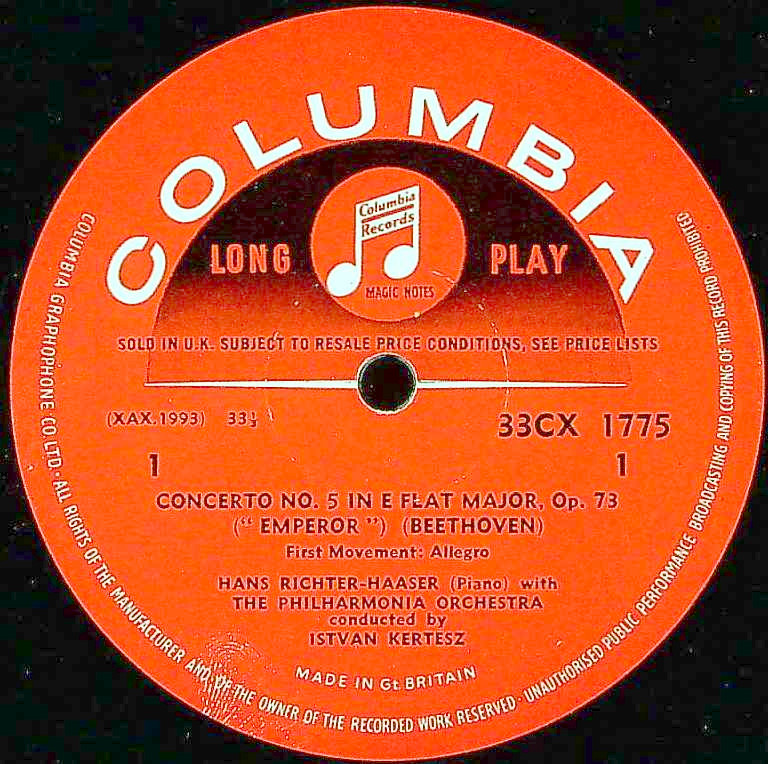 COLUMBIA
Columbia
Records
LONG PLAY
MAGIC NOTES
SOLD IN U.K. SUBJECT TO RESALE PRICE CONDITIONS, SEE PRICE LISTS
(XAX.1993) 33⅓
33CX 1775
1 1
CONCERTO NO. 5 IN E FLAT MAJOR, Op. 73
(“ EMPEROR ”) (BEETHOVEN)
First Movement: Allegro
HANS RICHTER-HAASER (Piano) with
THE PHILHARMONIA ORCHESTRA
conducted by
ISTVAN KERTESZ
MADE IN Gt. BRITAIN
COLUMBIA GRAPHOPHONE CO. LTD · ALL RIGHTS OF THE MANUFACTURER AND OF THE OWNER OF THE RECORDED WORK RESERVED · UNAUTHORISED PUBLIC PERFORMANCE BROADCASTING AND COPYING OF THIS RECORD PROHIBITED